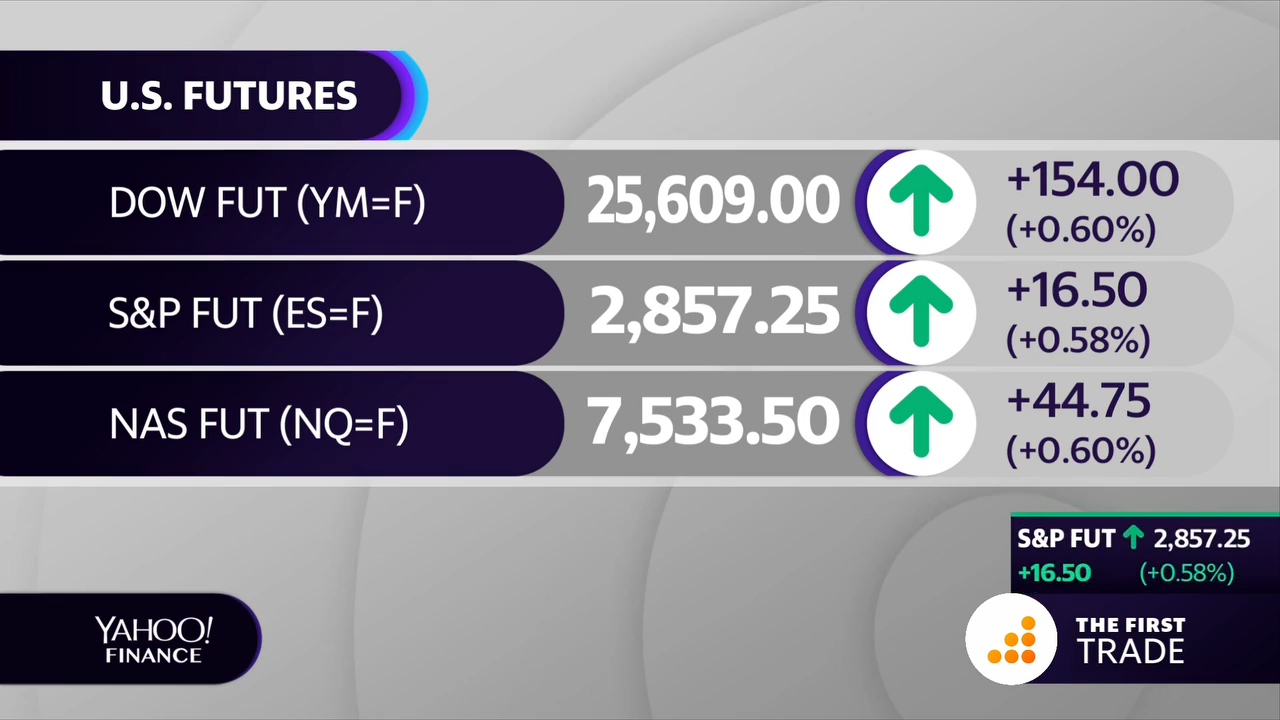 U.S. FUTURES
DOW FUT (YM=F) 25,609.00 +154.00
(+0.60%)
S&P FUT (ES=F) 2,857.25 +16.50
(+0.58%)
NAS FUT (NQ=F) 7,533.50 +44.75
(+0.60%)
S&P FUT 2,857.25
+16.50 (+0.58%)
YAHOO!
FINANCE
THE FIRST
TRADE